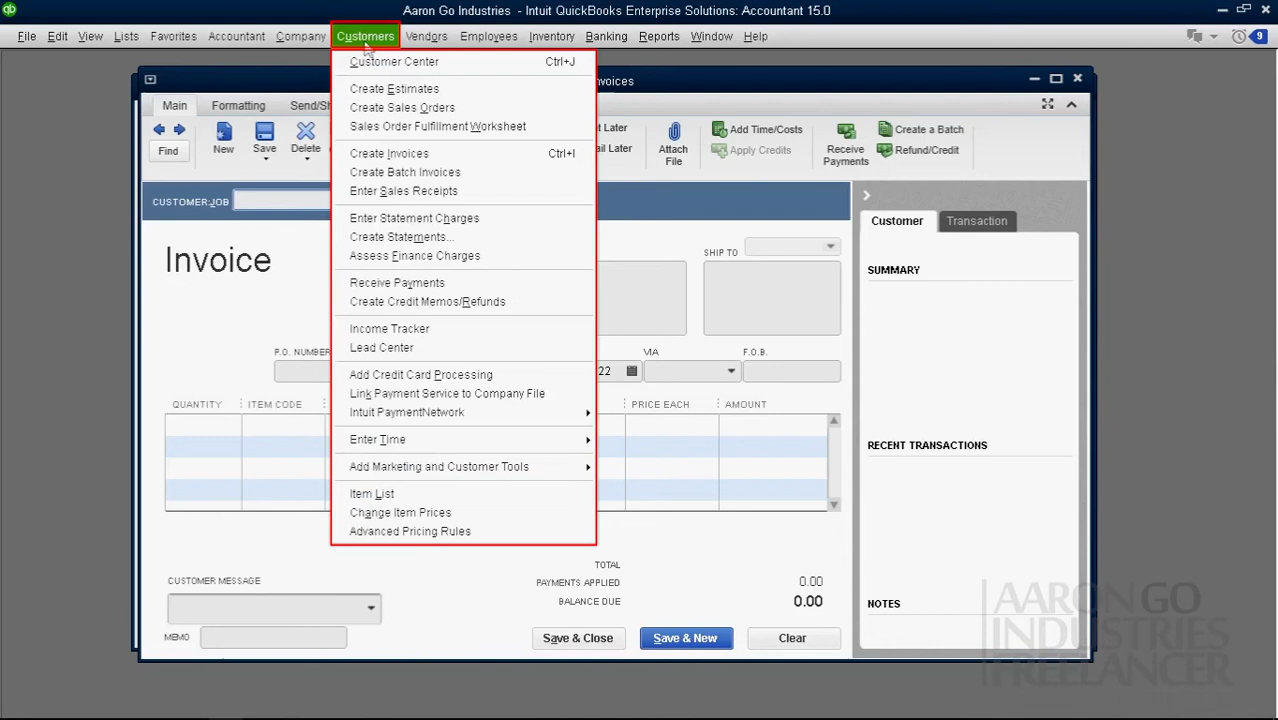 qb Aaron Go Industries - Intuit QuickBooks Enterprise Solutions: Accountant 15.0
File Edit View Lists Favorites Accountant Company Customers Vendors Employees Inventory Banking Reports Window Help 9
Customer Center Ctrl+J
Create Estimates
Create Sales Orders
Sales Order Fulfillment Worksheet
Create Invoices Ctrl+I
Create Batch Invoices
Enter Sales Receipts
Enter Statement Charges
Create Statements...
Assess Finance Charges
Receive Payments
Create Credit Memos/Refunds
Income Tracker
Lead Center
Add Credit Card Processing
Link Payment Service to Company File
Intuit PaymentNetwork
Enter Time
Add Marketing and Customer Tools
Item List
Change Item Prices
Advanced Pricing Rules
Main Formatting
Find New Save Delete
Later
Later
Attach
File
Add Time/Costs
Apply Credits
Receive
Payments
Create a Batch
Refund/Credit
CUSTOMER:JOB
Invoice
SHIP TO
P.O. NUMBER
VIA F.O.B.
22
QUANTITY ITEM CODE PRICE EACH AMOUNT
TOTAL
PAYMENTS APPLIED 0.00
BALANCE DUE 0.00
CUSTOMER MESSAGE
MEMO
Save & Close Save & New Clear
Customer Transaction
SUMMARY
RECENT TRANSACTIONS
NOTES
AARON GO
INDUSTRIES
FREELANCER